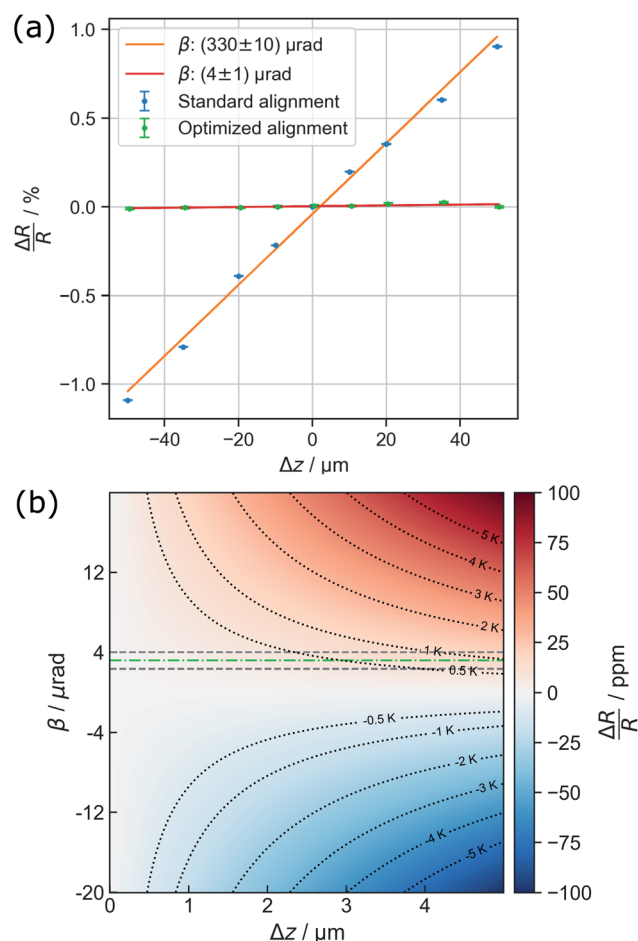 (a)
1.0
0.5
0.0
−0.5
−1.0
ΔR/R / %
β: (330±10) μrad
β: (4±1) μrad
Standard alignment
Optimized alignment
−40 −20 0 20 40
Δz / μm
(b)
12
4
-4
-12
-20
β / μrad
5 K
4 K
3 K
2 K
1 K
0.5 K
-0.5 K
-1 K
-2 K
-3 K
-4 K
-5 K
0 1 2 3 4
Δz / μm
100
75
50
25
0
−25
−50
−75
−100
ΔR/R / ppm